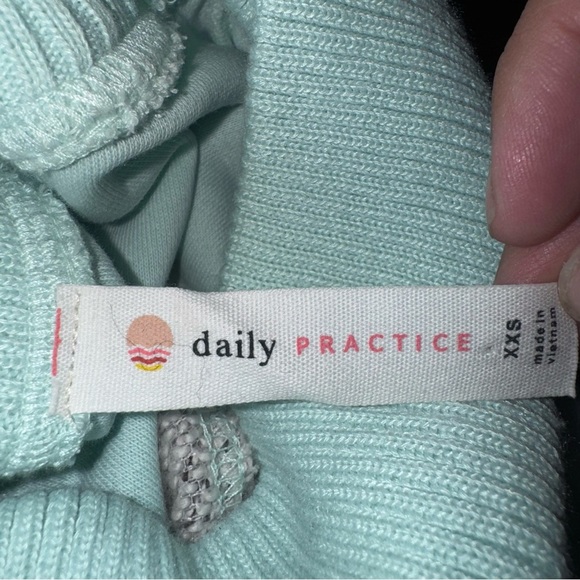 daily PRACTICE
XXS
made in
vietnam